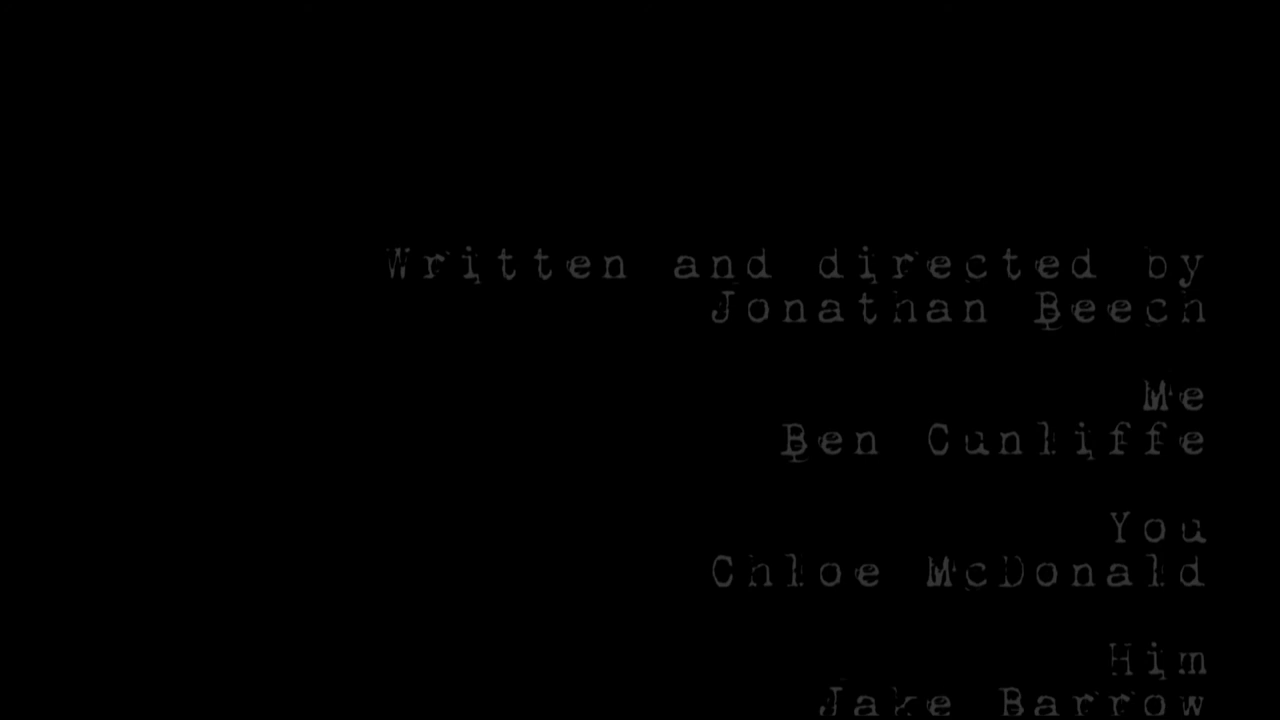 Written and directed by
Jonathan Beech
Me
Ben Cunliffe
You
Chloe McDonald
Him
Jake Barrow